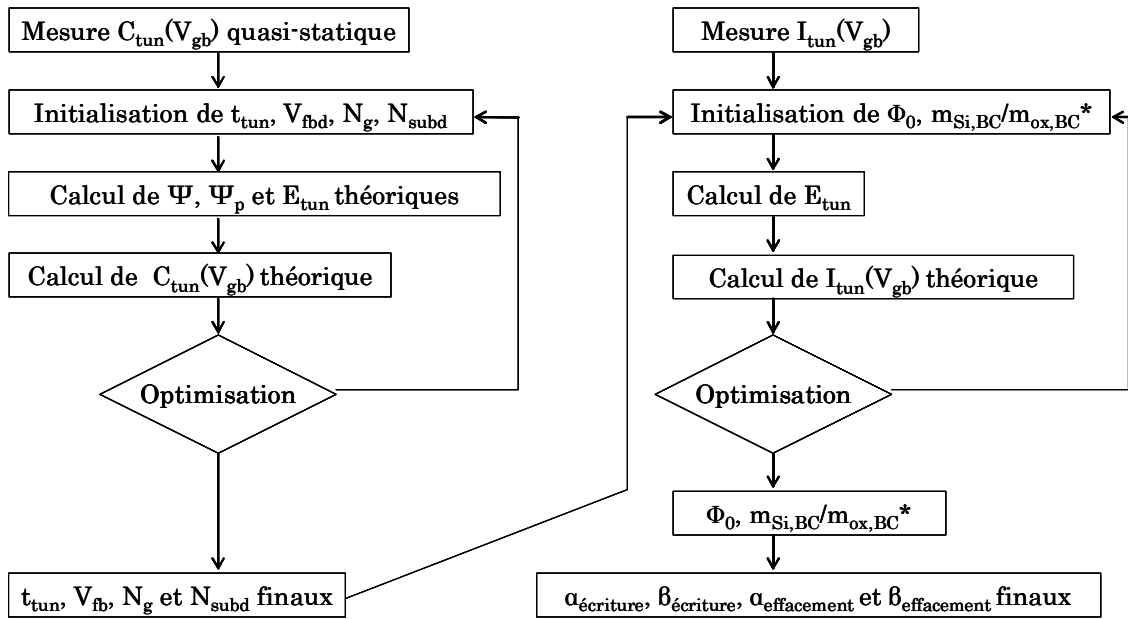 Mesure C_tun(V_gb) quasi-statique
Initialisation de t_tun, V_fbd, N_g, N_subd
Calcul de Ψ, Ψ_p et E_tun théoriques
Calcul de C_tun(V_gb) théorique
Optimisation
t_tun, V_fb, N_g et N_subd finaux
Mesure I_tun(V_gb)
Initialisation de Φ_0, m_Si,BC/m_ox,BC*
Calcul de E_tun
Calcul de I_tun(V_gb) théorique
Optimisation
Φ_0, m_Si,BC/m_ox,BC*
α_écriture, β_écriture, α_effacement et β_effacement finaux